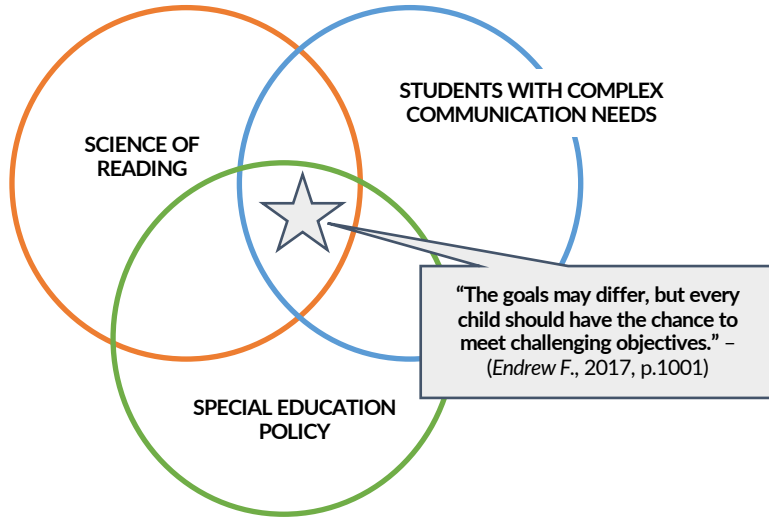 STUDENTS WITH COMPLEX
COMMUNICATION NEEDS
SCIENCE OF
READING
“The goals may differ, but every
child should have the chance to
meet challenging objectives.” –
(Endrew F., 2017, p.1001)
SPECIAL EDUCATION
POLICY